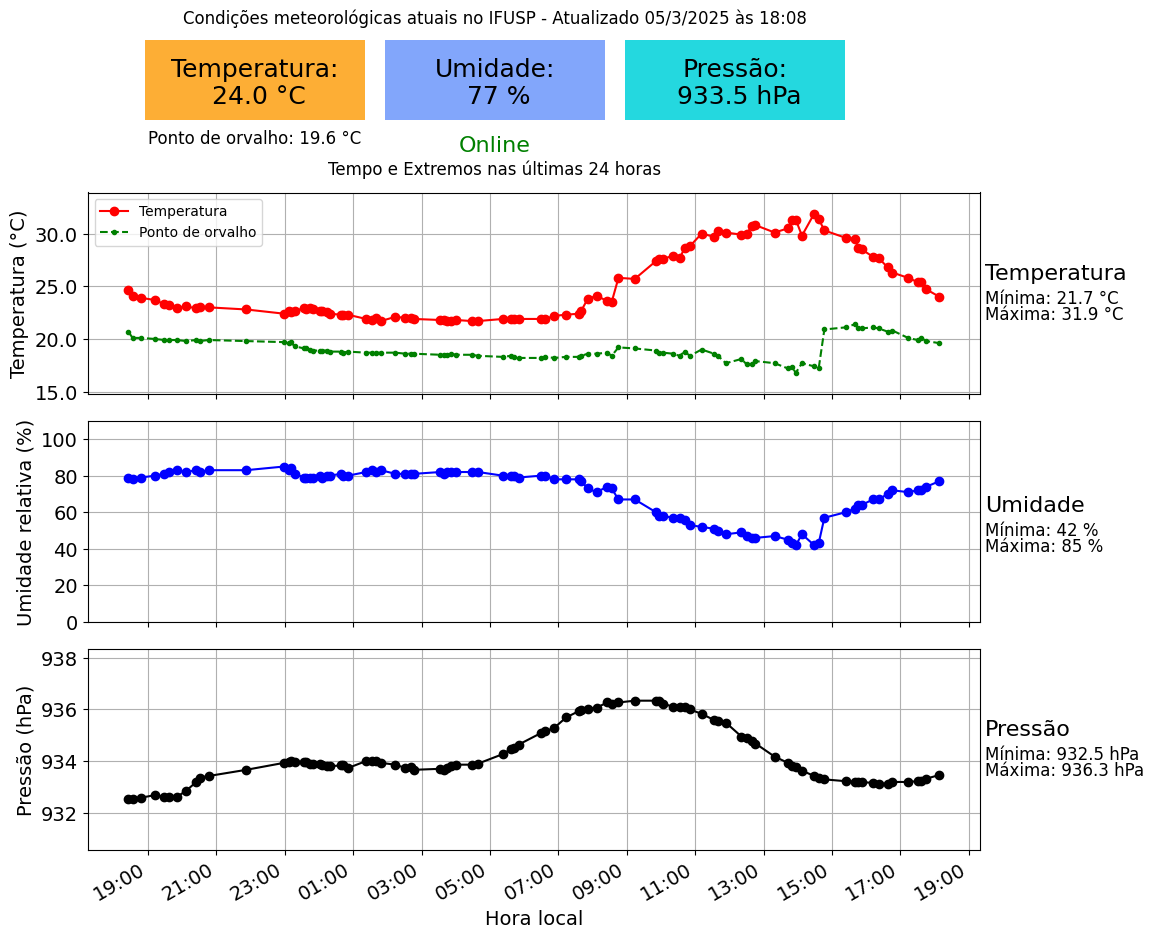 Condições meteorológicas atuais no IFUSP - Atualizado 05/3/2025 às 18:08
Temperatura:
24.0 °C
Umidade:
77 %
Pressão:
933.5 hPa
Ponto de orvalho: 19.6 °C
Online
Tempo e Extremos nas últimas 24 horas
Temperatura (°C)
30.0
25.0
20.0
15.0
Temperatura
Ponto de orvalho
Temperatura
Mínima: 21.7 °C
Máxima: 31.9 °C
Umidade relativa (%)
100
80
60
40
20
0
Umidade
Mínima: 42 %
Máxima: 85 %
Pressão (hPa)
938
936
934
932
Pressão
Mínima: 932.5 hPa
Máxima: 936.3 hPa
19:00 21:00 23:00 01:00 03:00 05:00 07:00 09:00 11:00 13:00 15:00 17:00 19:00
Hora local